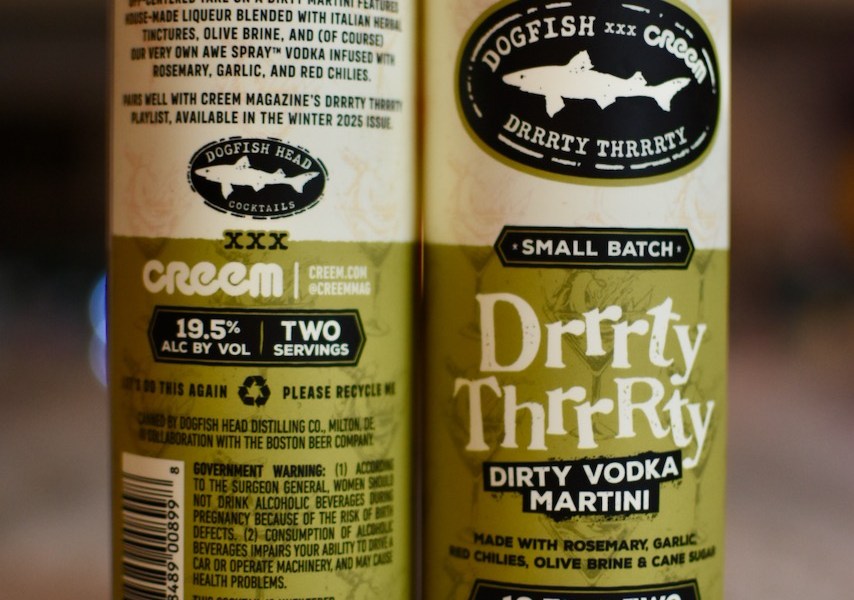 OFF-CENTERED TAKE ON A DIRTY MARTINI FEATURES
HOUSE-MADE LIQUEUR BLENDED WITH ITALIAN HERBAL
TINCTURES, OLIVE BRINE, AND (OF COURSE)
OUR VERY OWN AWE SPRAY™ VODKA INFUSED WITH
ROSEMARY, GARLIC, AND RED CHILIES.
PAIRS WELL WITH CREEM MAGAZINE'S DRRRTY THRRRTY
PLAYLIST, AVAILABLE IN THE WINTER 2025 ISSUE.
DOGFISH HEAD
COCKTAILS
XXX
CREEM
CREEM.COM
@CREEMMAG
19.5%
ALC BY VOL
TWO
SERVINGS
LET'S DO THIS AGAIN
PLEASE RECYCLE ME
CANNED BY DOGFISH HEAD DISTILLING CO., MILTON, DE
IN COLLABORATION WITH THE BOSTON BEER COMPANY.
8
8489 00899
GOVERNMENT WARNING: (1) ACCORDING
TO THE SURGEON GENERAL, WOMEN SHOULD
NOT DRINK ALCOHOLIC BEVERAGES DURING
PREGNANCY BECAUSE OF THE RISK OF BIRTH
DEFECTS. (2) CONSUMPTION OF ALCOHOLIC
BEVERAGES IMPAIRS YOUR ABILITY TO DRIVE A
CAR OR OPERATE MACHINERY, AND MAY CAUSE
HEALTH PROBLEMS.
DOGFISH XXX CREEM
DRRRTY THRRRTY
SMALL BATCH
Drrrty
ThrrRty
DIRTY VODKA
MARTINI
MADE WITH ROSEMARY, GARLIC
RED CHILIES, OLIVE BRINE & CANE SUGAR